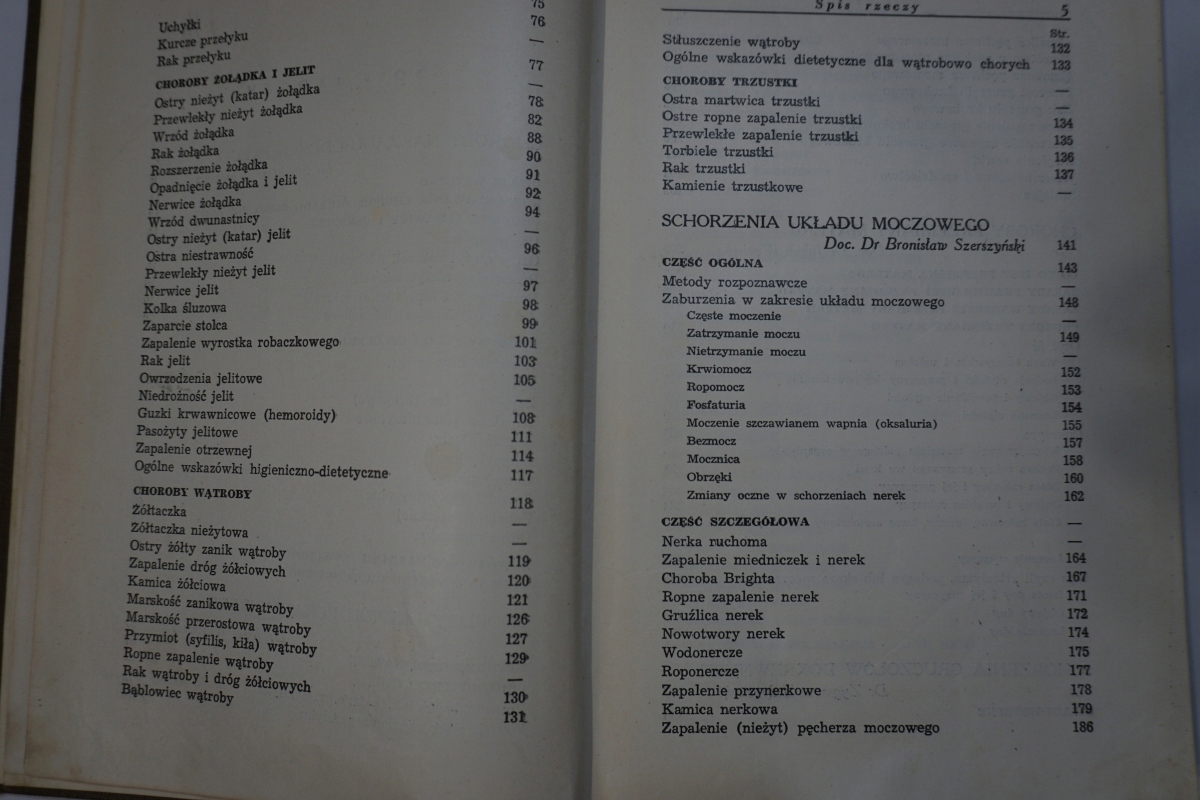 Uchyłki 75
Kurcze przełyku 76
Rak przełyku —
CHOROBY ŻOŁĄDKA I JELIT 77
Ostry nieżyt (katar) żołądka —
Przewlekły nieżyt żołądka 78
Wrzód żołądka 82
Rak żołądka 88
Rozszerzenie żołądka 90
Opadnięcie żołądka i jelit 91
Nerwice żołądka 92
Wrzód dwunastnicy 94
Ostry nieżyt (katar) jelit —
Ostra niestrawność 96
Przewlekły nieżyt jelit —
Nerwice jelit 97
Kolka śluzowa 98
Zaparcie stolca 99
Zapalenie wyrostka robaczkowego 101
Rak jelit 103
Owrzodzenia jelitowe 105
Niedrożność jelit —
Guzki krwawnicowe (hemoroidy) 108
Pasożyty jelitowe 111
Zapalenie otrzewnej 114
Ogólne wskazówki higieniczno-dietetyczne 117
CHOROBY WĄTROBY 118
Żółtaczka —
Żółtaczka nieżytowa —
Ostry żółty zanik wątroby 119
Zapalenie dróg żółciowych 120
Kamica żółciowa 121
Marskość zanikowa wątroby 126
Marskość przerostowa wątroby 127
Przymiot (syfilis, kiła) wątroby 129
Ropne zapalenie wątroby —
Rak wątroby i dróg żółciowych 130
Bąblowiec wątroby 131
Spis rzeczy 5
Str.
Stłuszczenie wątroby 132
Ogólne wskazówki dietetyczne dla wątrobowo chorych 133
CHOROBY TRZUSTKI —
Ostra martwica trzustki —
Ostre ropne zapalenie trzustki 134
Przewlekłe zapalenie trzustki 135
Torbiele trzustki 136
Rak trzustki 137
Kamienie trzustkowe —
SCHORZENIA UKŁADU MOCZOWEGO
Doc. Dr Bronisław Szerszyński 141
CZĘŚĆ OGÓLNA 143
Metody rozpoznawcze —
Zaburzenia w zakresie układu moczowego 148
Częste moczenie —
Zatrzymanie moczu 149
Nietrzymanie moczu —
Krwiomocz 152
Ropomocz 153
Fosfaturia 154
Moczenie szczawianem wapnia (oksaluria) 155
Bezmocz 157
Mocznica 158
Obrzęki 160
Zmiany oczne w schorzeniach nerek 162
CZĘŚĆ SZCZEGÓŁOWA —
Nerka ruchoma —
Zapalenie miedniczek i nerek 164
Choroba Brighta 167
Ropne zapalenie nerek 171
Gruźlica nerek 172
Nowotwory nerek 174
Wodonercze 175
Roponercze 177
Zapalenie przynerkowe 178
Kamica nerkowa 179
Zapalenie (nieżyt) pęcherza moczowego 186